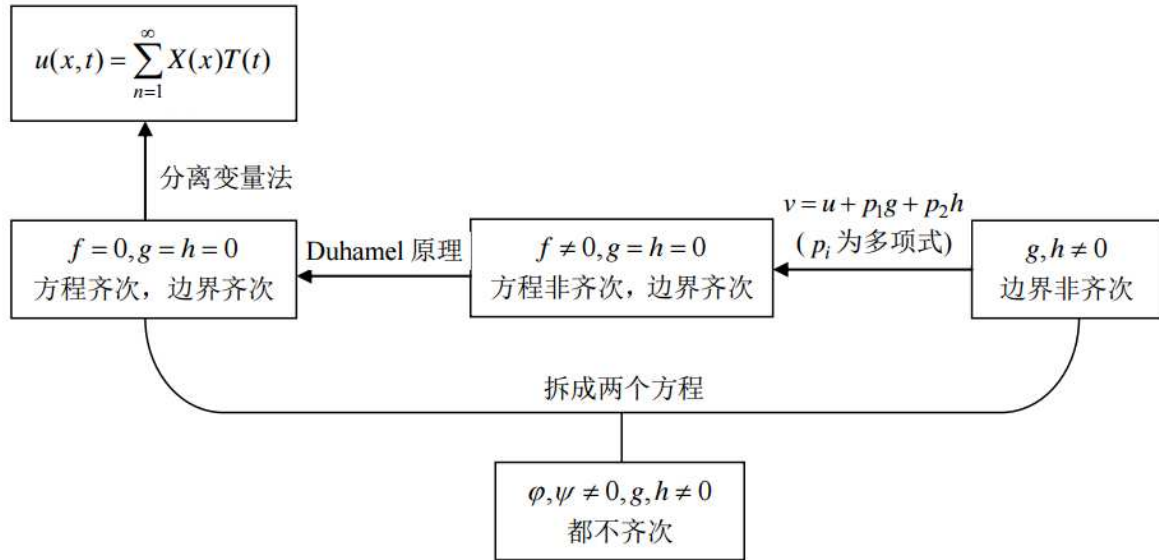 u(x,t) = \sum_{n=1}^{\infty} X(x)T(t)
分离变量法
f = 0, g = h = 0
方程齐次，边界齐次
Duhamel 原理
f ≠ 0, g = h = 0
方程非齐次，边界齐次
v = u + p₁g + p₂h
( pᵢ 为多项式)
g, h ≠ 0
边界非齐次
拆成两个方程
φ,ψ ≠ 0, g, h ≠ 0
都不齐次